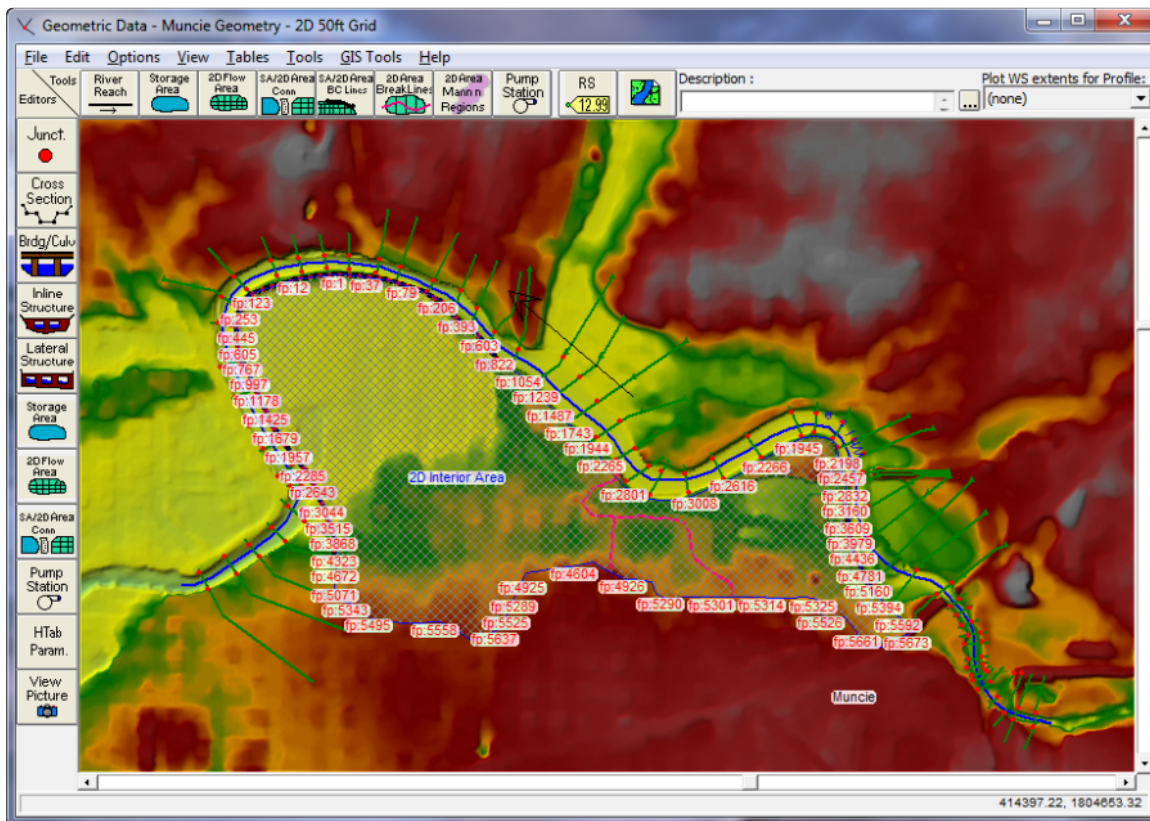 Geometric Data - Muncie Geometry - 2D 50ft Grid
File Edit Options View Tables Tools GIS Tools Help
Tools
Editors
River
Reach
Storage
Area
2D Flow
Area
SA/2D Area
Conn
SA/2D Area
BC Lines
2D Area
BreakLines
2D Area
Mann n
Regions
Pump
Station
RS
12.99
Description :
...
Plot WS extents for Profile:
(none)
Junct.
Cross
Section
Brdg/Culv
Inline
Structure
Lateral
Structure
Storage
Area
2D Flow
Area
SA/2D Area
Conn
Pump
Station
HTab
Param.
View
Picture
fp:123
fp:12
fp:1
fp:37
fp:79
fp:206
fp:393
fp:603
fp:822
fp:1054
fp:1239
fp:1487
fp:1743
fp:1944
fp:2265
fp:2801
fp:3008
fp:2616
fp:2266
fp:1945
fp:2198
fp:2457
fp:2832
fp:3160
fp:3609
fp:3979
fp:4436
fp:4781
fp:5160
fp:5394
fp:5592
fp:5673
fp:5661
fp:5526
fp:5325
fp:5314
fp:5301
fp:5290
fp:4926
fp:4604
fp:4925
fp:5289
fp:5525
fp:5637
fp:5558
fp:5495
fp:5343
fp:5071
fp:4672
fp:4323
fp:3868
fp:3515
fp:3044
fp:2643
fp:2285
fp:1957
fp:1679
fp:1425
fp:1178
fp:997
fp:767
fp:605
fp:445
fp:253
2D Interior Area
Muncie
414397.22, 1804653.32